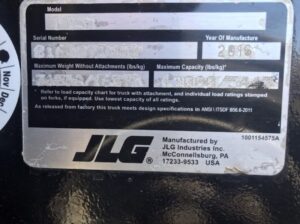 Model
Serial Number
Year Of Manufacture
Maximum Weight Without Attachments (lbs/kg)
Maximum Capacity (lbs/kg)*
* Refer to load capacity chart for truck with attachment, and individual load ratings stamped
on forks, if equipped. Use lowest capacity of all ratings.
As released from factory this truck meets design specifications in ANSI/ITSDF B56.6-2011
JLG®
Manufactured by
JLG Industries Inc.
McConnellsburg, PA
17233-9533 USA
1001154575A
Nov/Dec